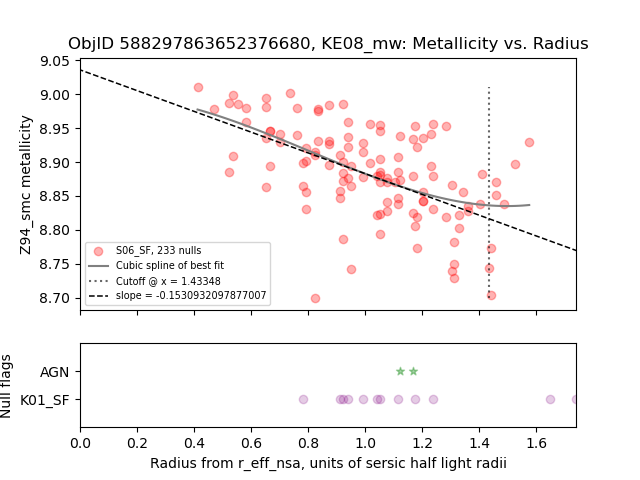 ObjID 588297863652376680, KE08_mw: Metallicity vs. Radius
Z94_smc metallicity
9.05
9.00
8.95
8.90
8.85
8.80
8.75
8.70
S06_SF, 233 nulls
Cubic spline of best fit
Cutoff @ x = 1.43348
slope = -0.1530932097877007
Null flags
AGN
K01_SF
0.0 0.2 0.4 0.6 0.8 1.0 1.2 1.4 1.6
Radius from r_eff_nsa, units of sersic half light radii